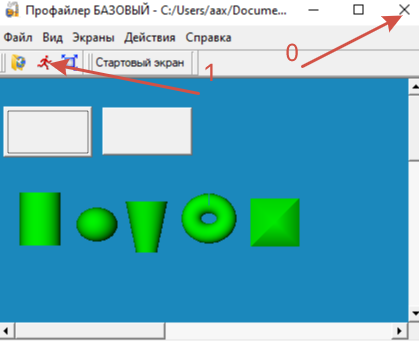 Профайлер БАЗОВЫЙ - C:/Users/aax/Docume...
Файл Вид Экраны Действия Справка
0
Стартовый экран
1